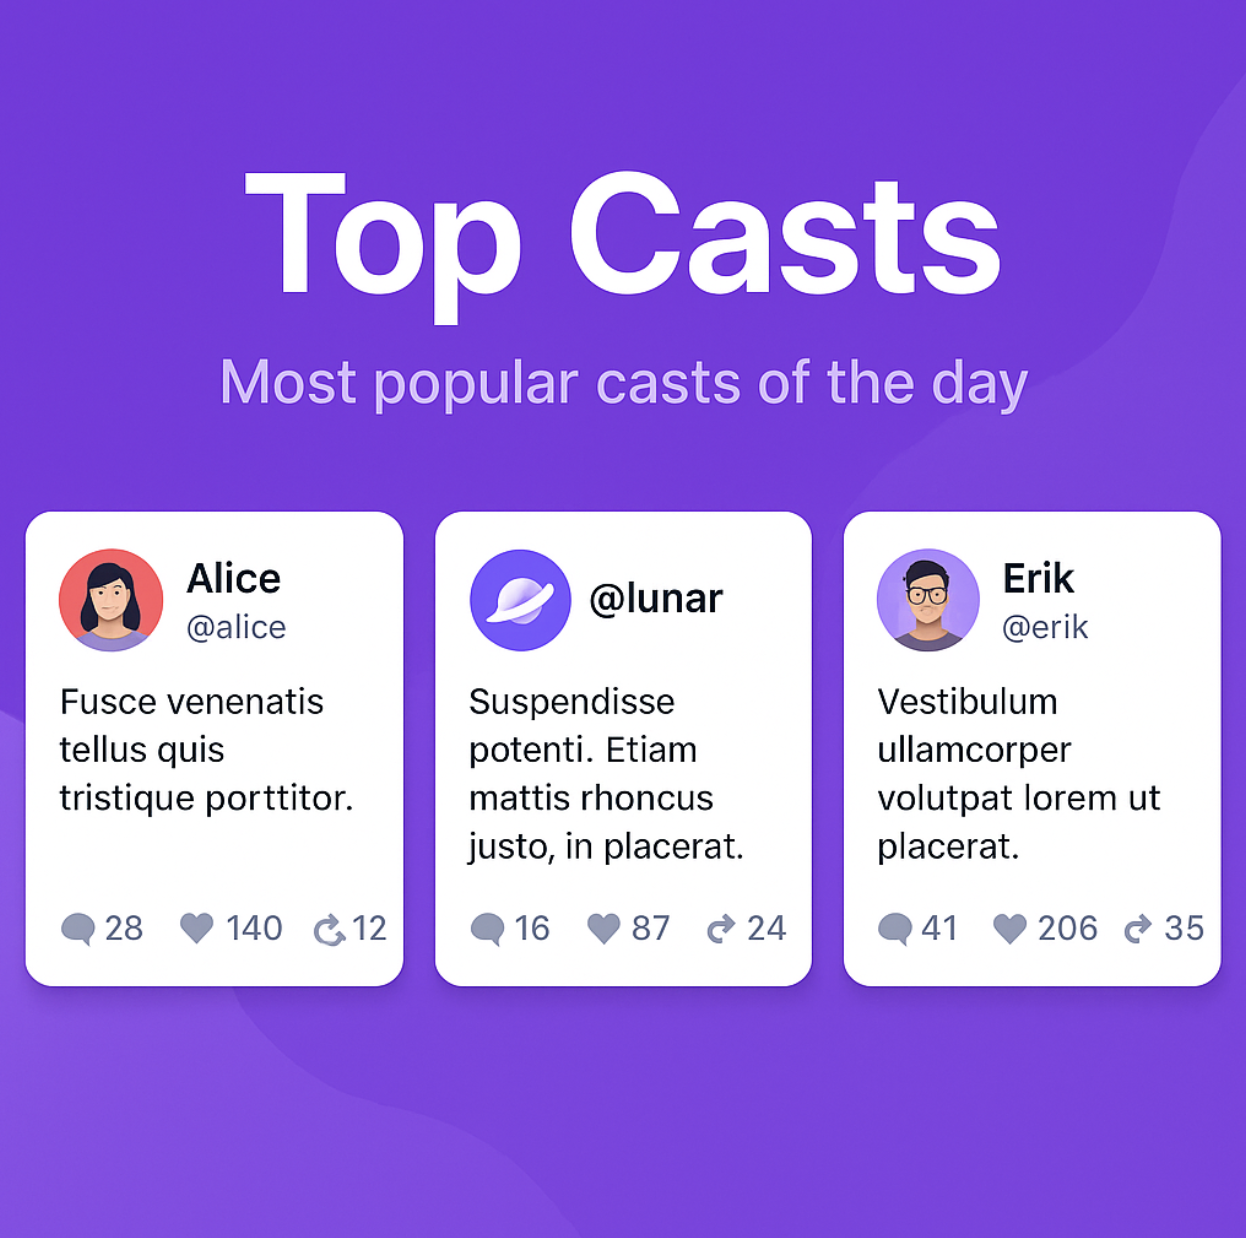 Top Casts
Most popular casts of the day
Alice
@alice
Fusce venenatis
tellus quis
tristique porttitor.
28 140 12
@lunar
Suspendisse
potenti. Etiam
mattis rhoncus
justo, in placerat.
16 87 24
Erik
@erik
Vestibulum
ullamcorper
volutpat lorem ut
placerat.
41 206 35